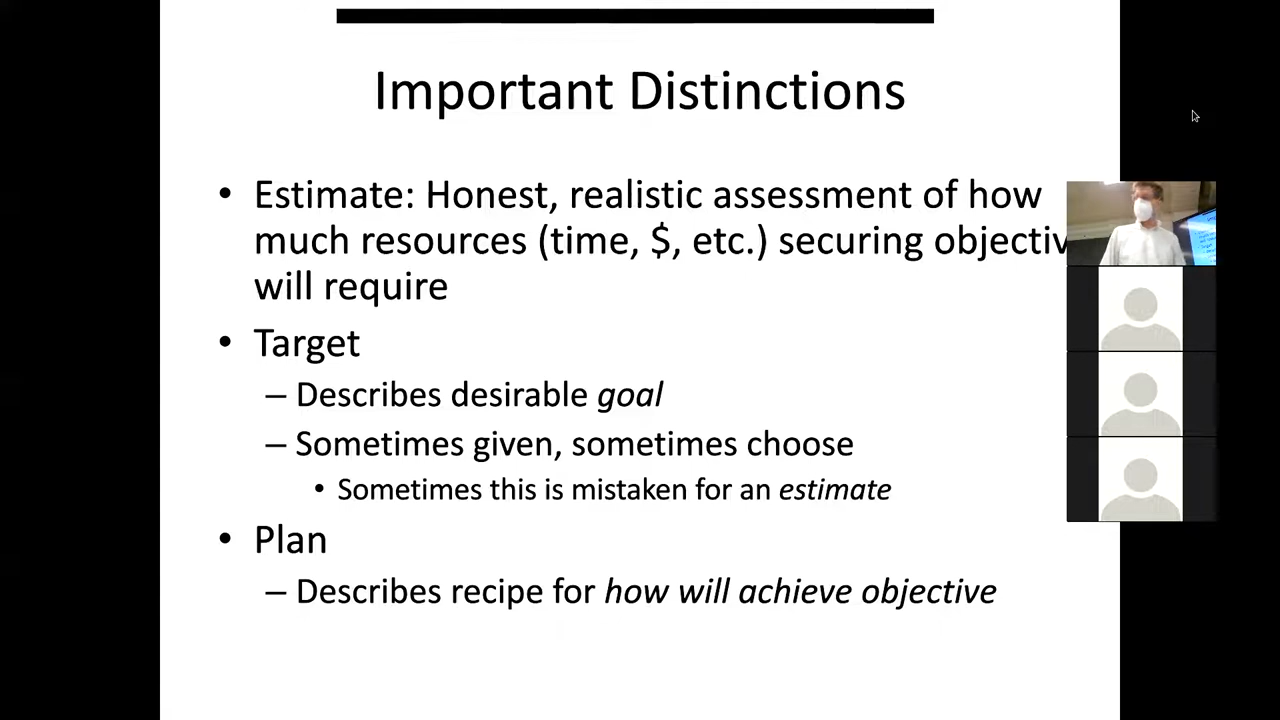 Important Distinctions
• Estimate: Honest, realistic assessment of how
much resources (time, $, etc.) securing objectiv
will require
• Target
– Describes desirable goal
– Sometimes given, sometimes choose
• Sometimes this is mistaken for an estimate
• Plan
– Describes recipe for how will achieve objective